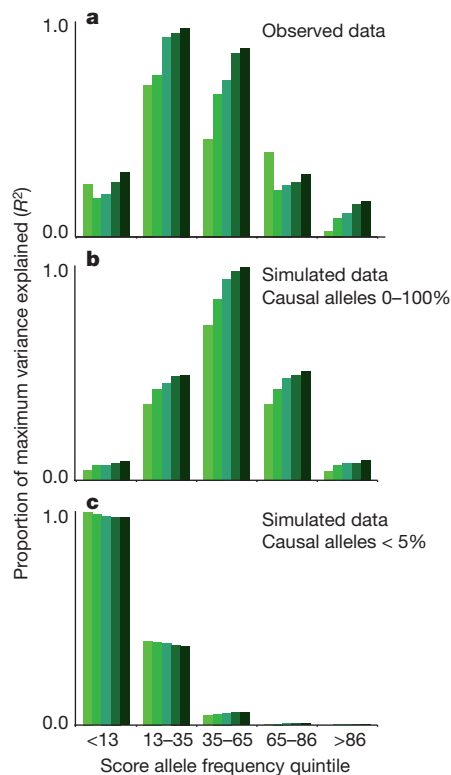 a
Observed data
1.0
0.0
b
Simulated data
Causal alleles 0–100%
1.0
0.0
c
Simulated data
Causal alleles < 5%
1.0
0.0
Proportion of maximum variance explained (R²)
<13 13–35 35–65 65–86 >86
Score allele frequency quintile